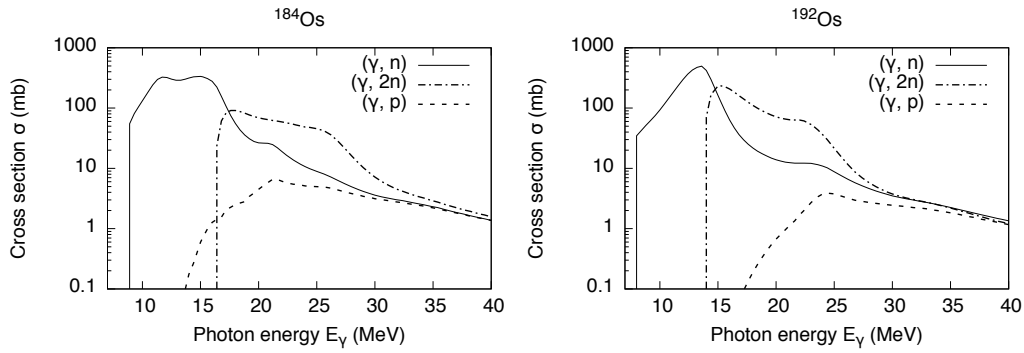 ¹⁸⁴Os
1000
100
10
1
0.1
10 15 20 25 30 35 40
Cross section σ (mb)
Photon energy Eγ (MeV)
(γ, n)
(γ, 2n)
(γ, p)
¹⁹²Os
1000
100
10
1
0.1
10 15 20 25 30 35 40
Cross section σ (mb)
Photon energy Eγ (MeV)
(γ, n)
(γ, 2n)
(γ, p)